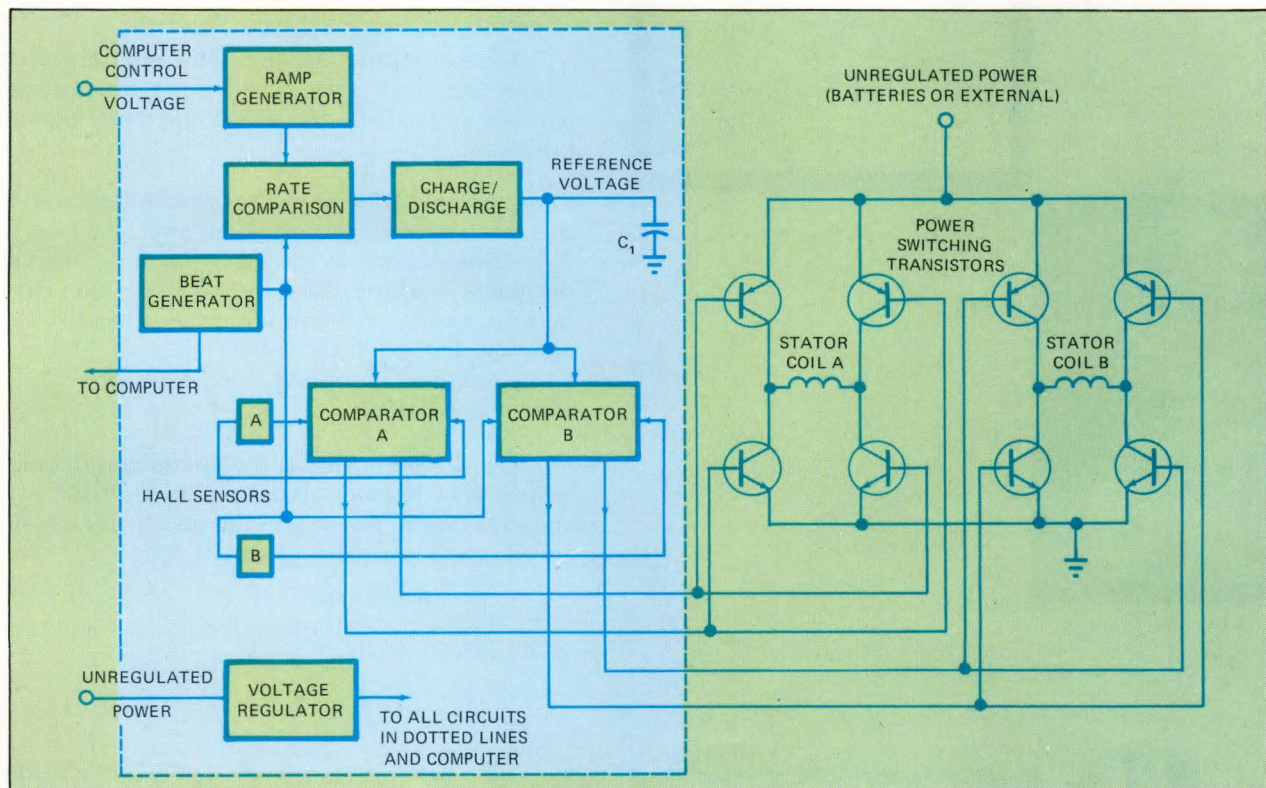 COMPUTER
CONTROL
VOLTAGE
RAMP
GENERATOR
RATE
COMPARISON
CHARGE/
DISCHARGE
REFERENCE
VOLTAGE
C1
BEAT
GENERATOR
TO COMPUTER
A
COMPARATOR
A
COMPARATOR
B
HALL SENSORS
B
UNREGULATED
POWER
VOLTAGE
REGULATOR
TO ALL CIRCUITS
IN DOTTED LINES
AND COMPUTER
UNREGULATED POWER
(BATTERIES OR EXTERNAL)
POWER
SWITCHING
TRANSISTORS
STATOR
COIL A
STATOR
COIL B